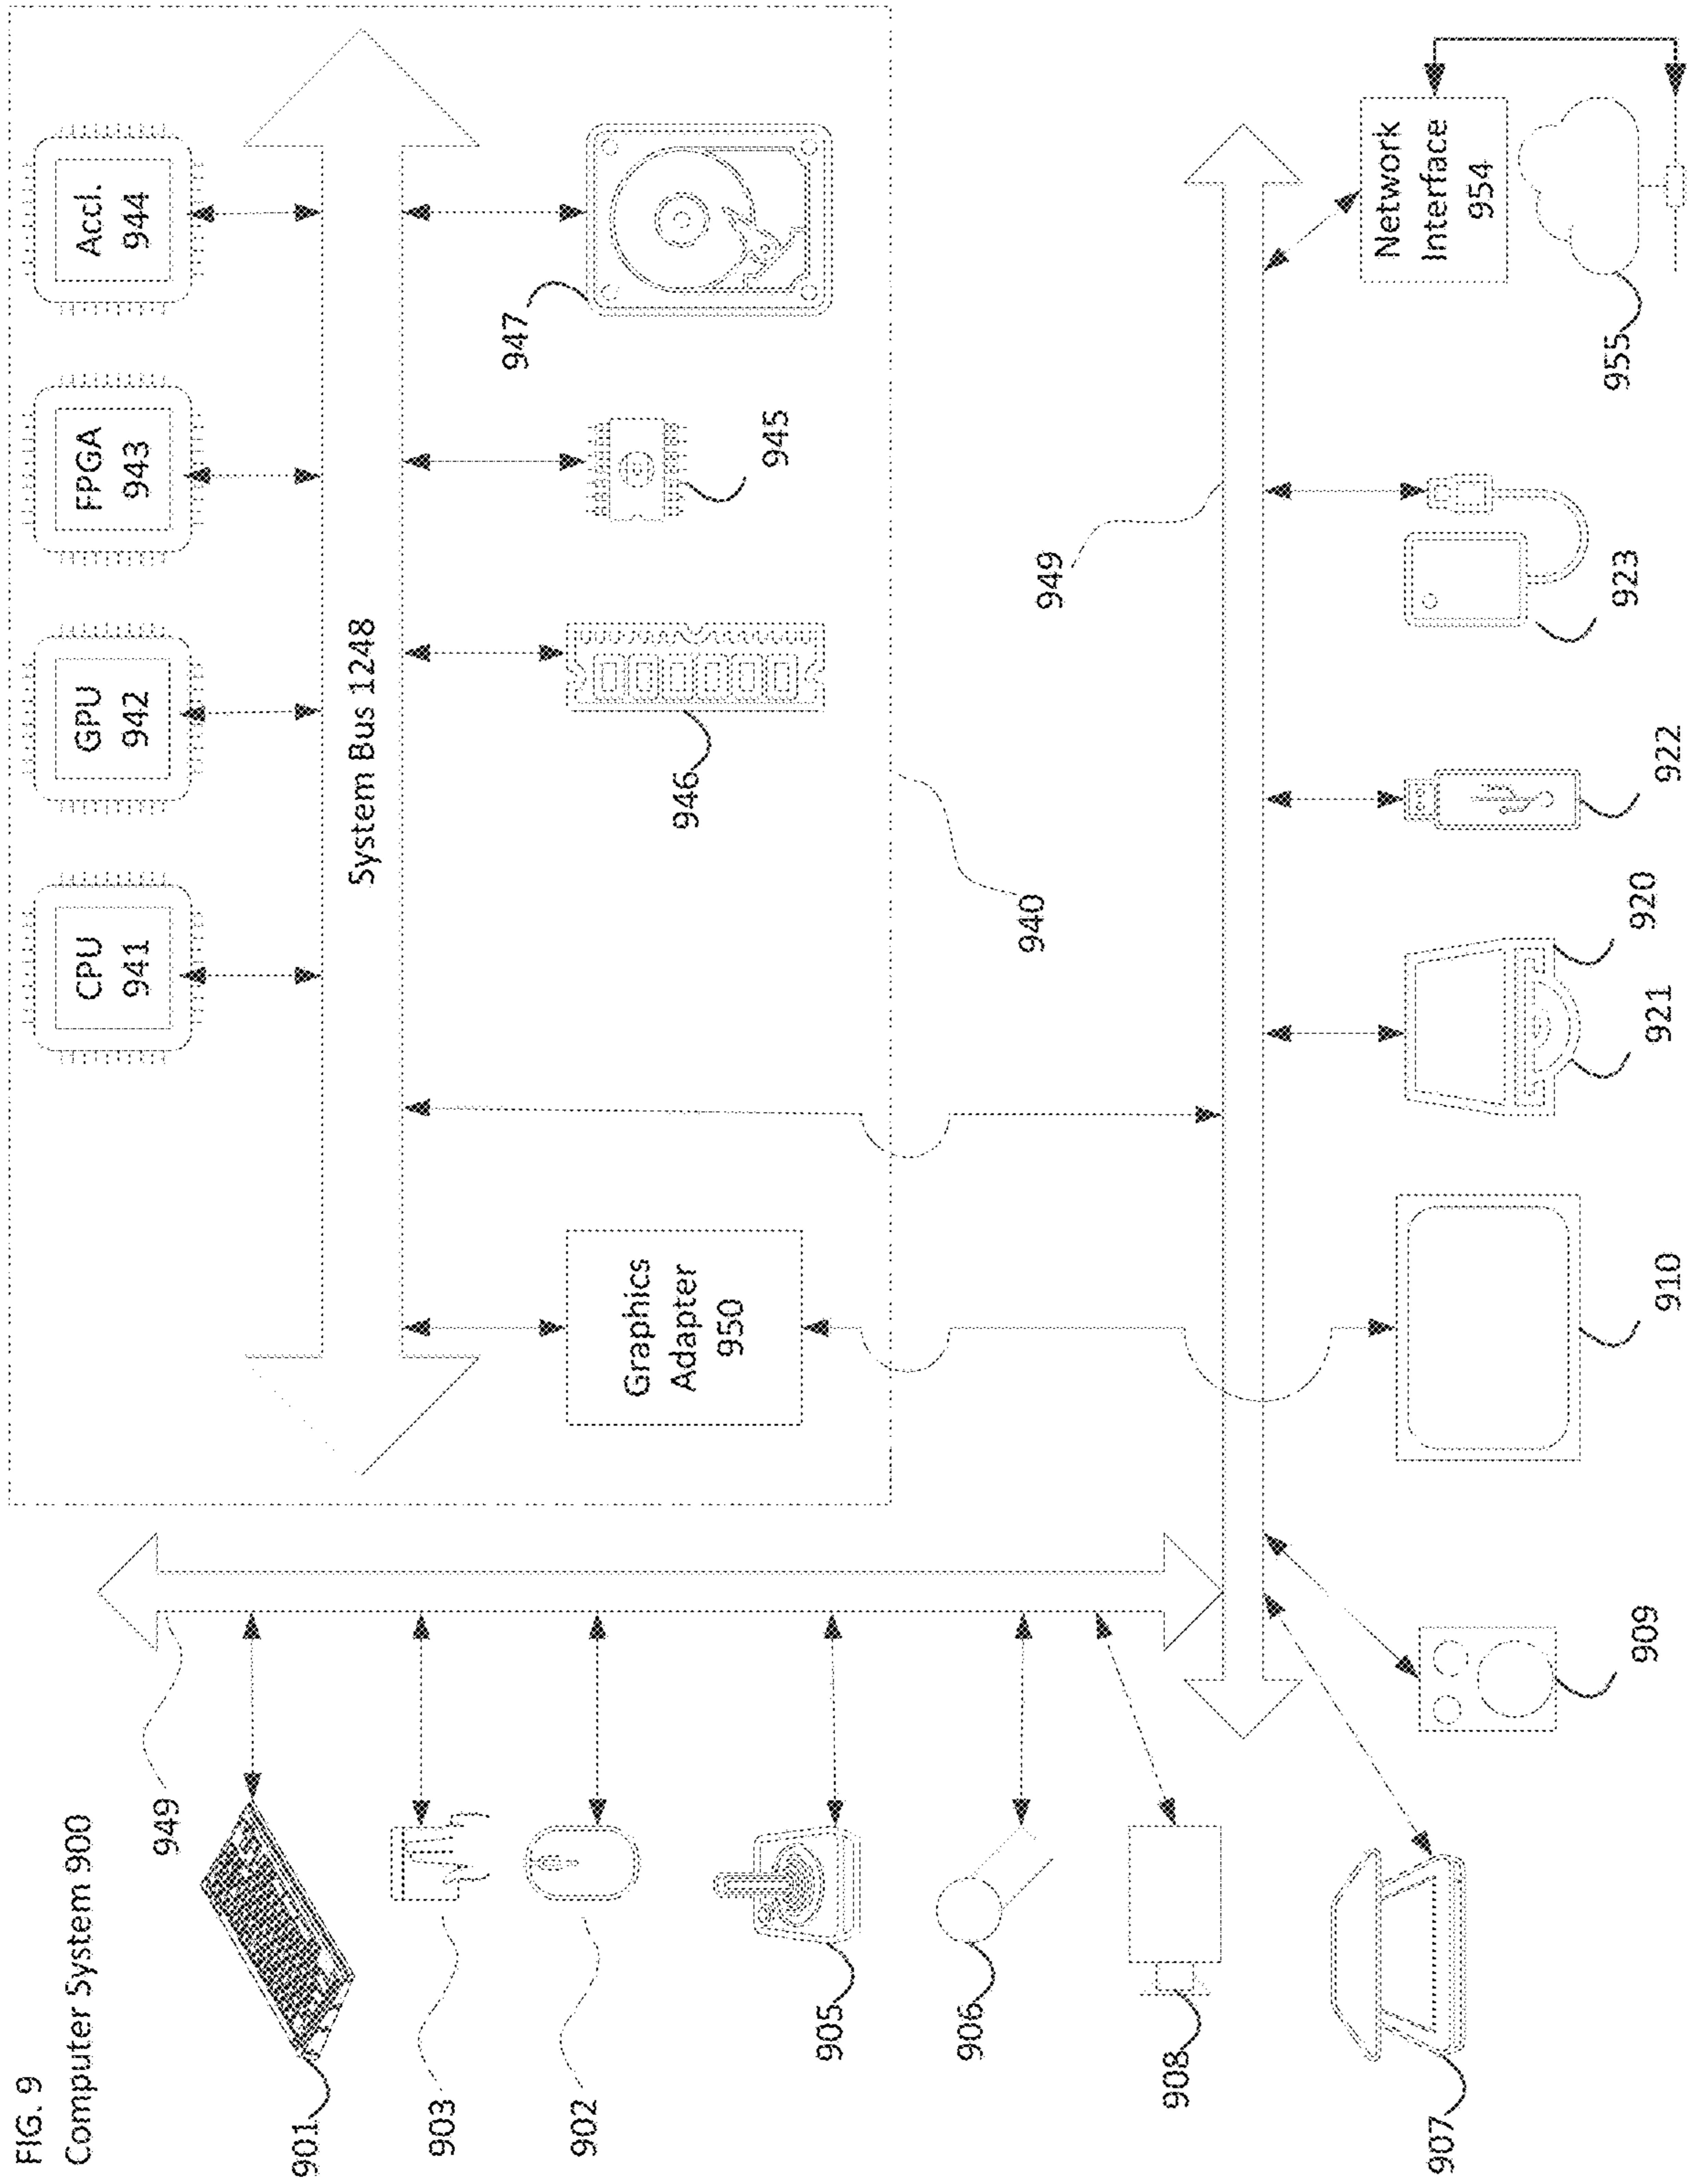 FIG. 9
Computer System 900
901
949
903
902
905
906
908
907
CPU
941
GPU
942
FPGA
943
Accl.
944
System Bus 1248
Graphics
Adapter
950
946
945
947
940
949
909
910
921
920
922
923
955
Network
Interface
954